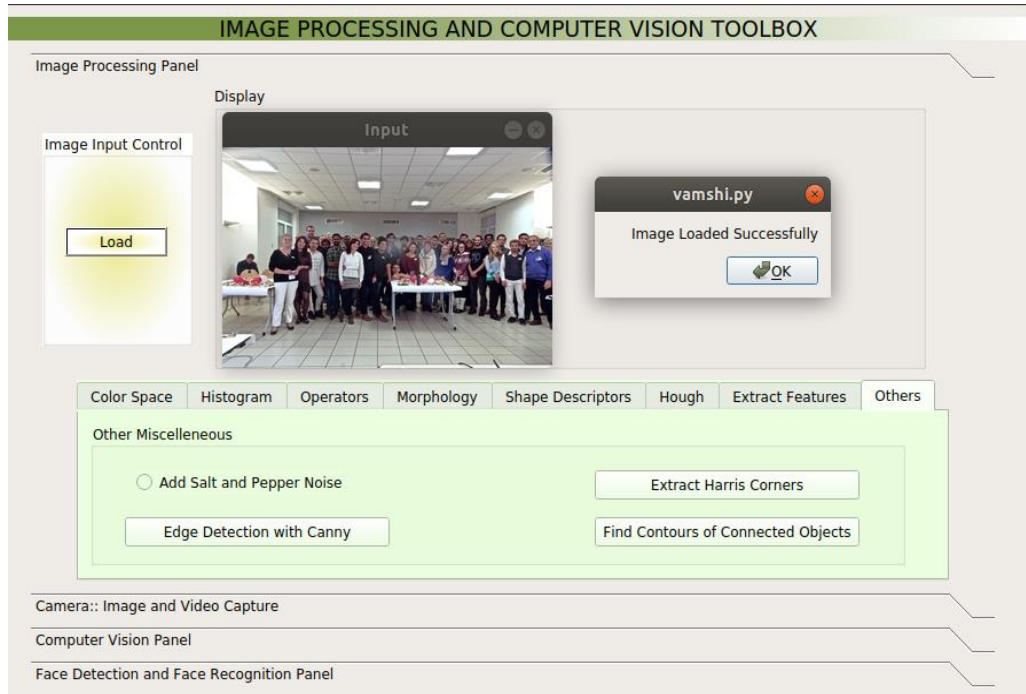 IMAGE PROCESSING AND COMPUTER VISION TOOLBOX
Image Processing Panel
Display
Image Input Control
Load
Input
vamshi.py
Image Loaded Successfully
OK
Color Space Histogram Operators Morphology Shape Descriptors Hough Extract Features Others
Other Miscelleneous
Add Salt and Pepper Noise
Extract Harris Corners
Edge Detection with Canny
Find Contours of Connected Objects
Camera:: Image and Video Capture
Computer Vision Panel
Face Detection and Face Recognition Panel